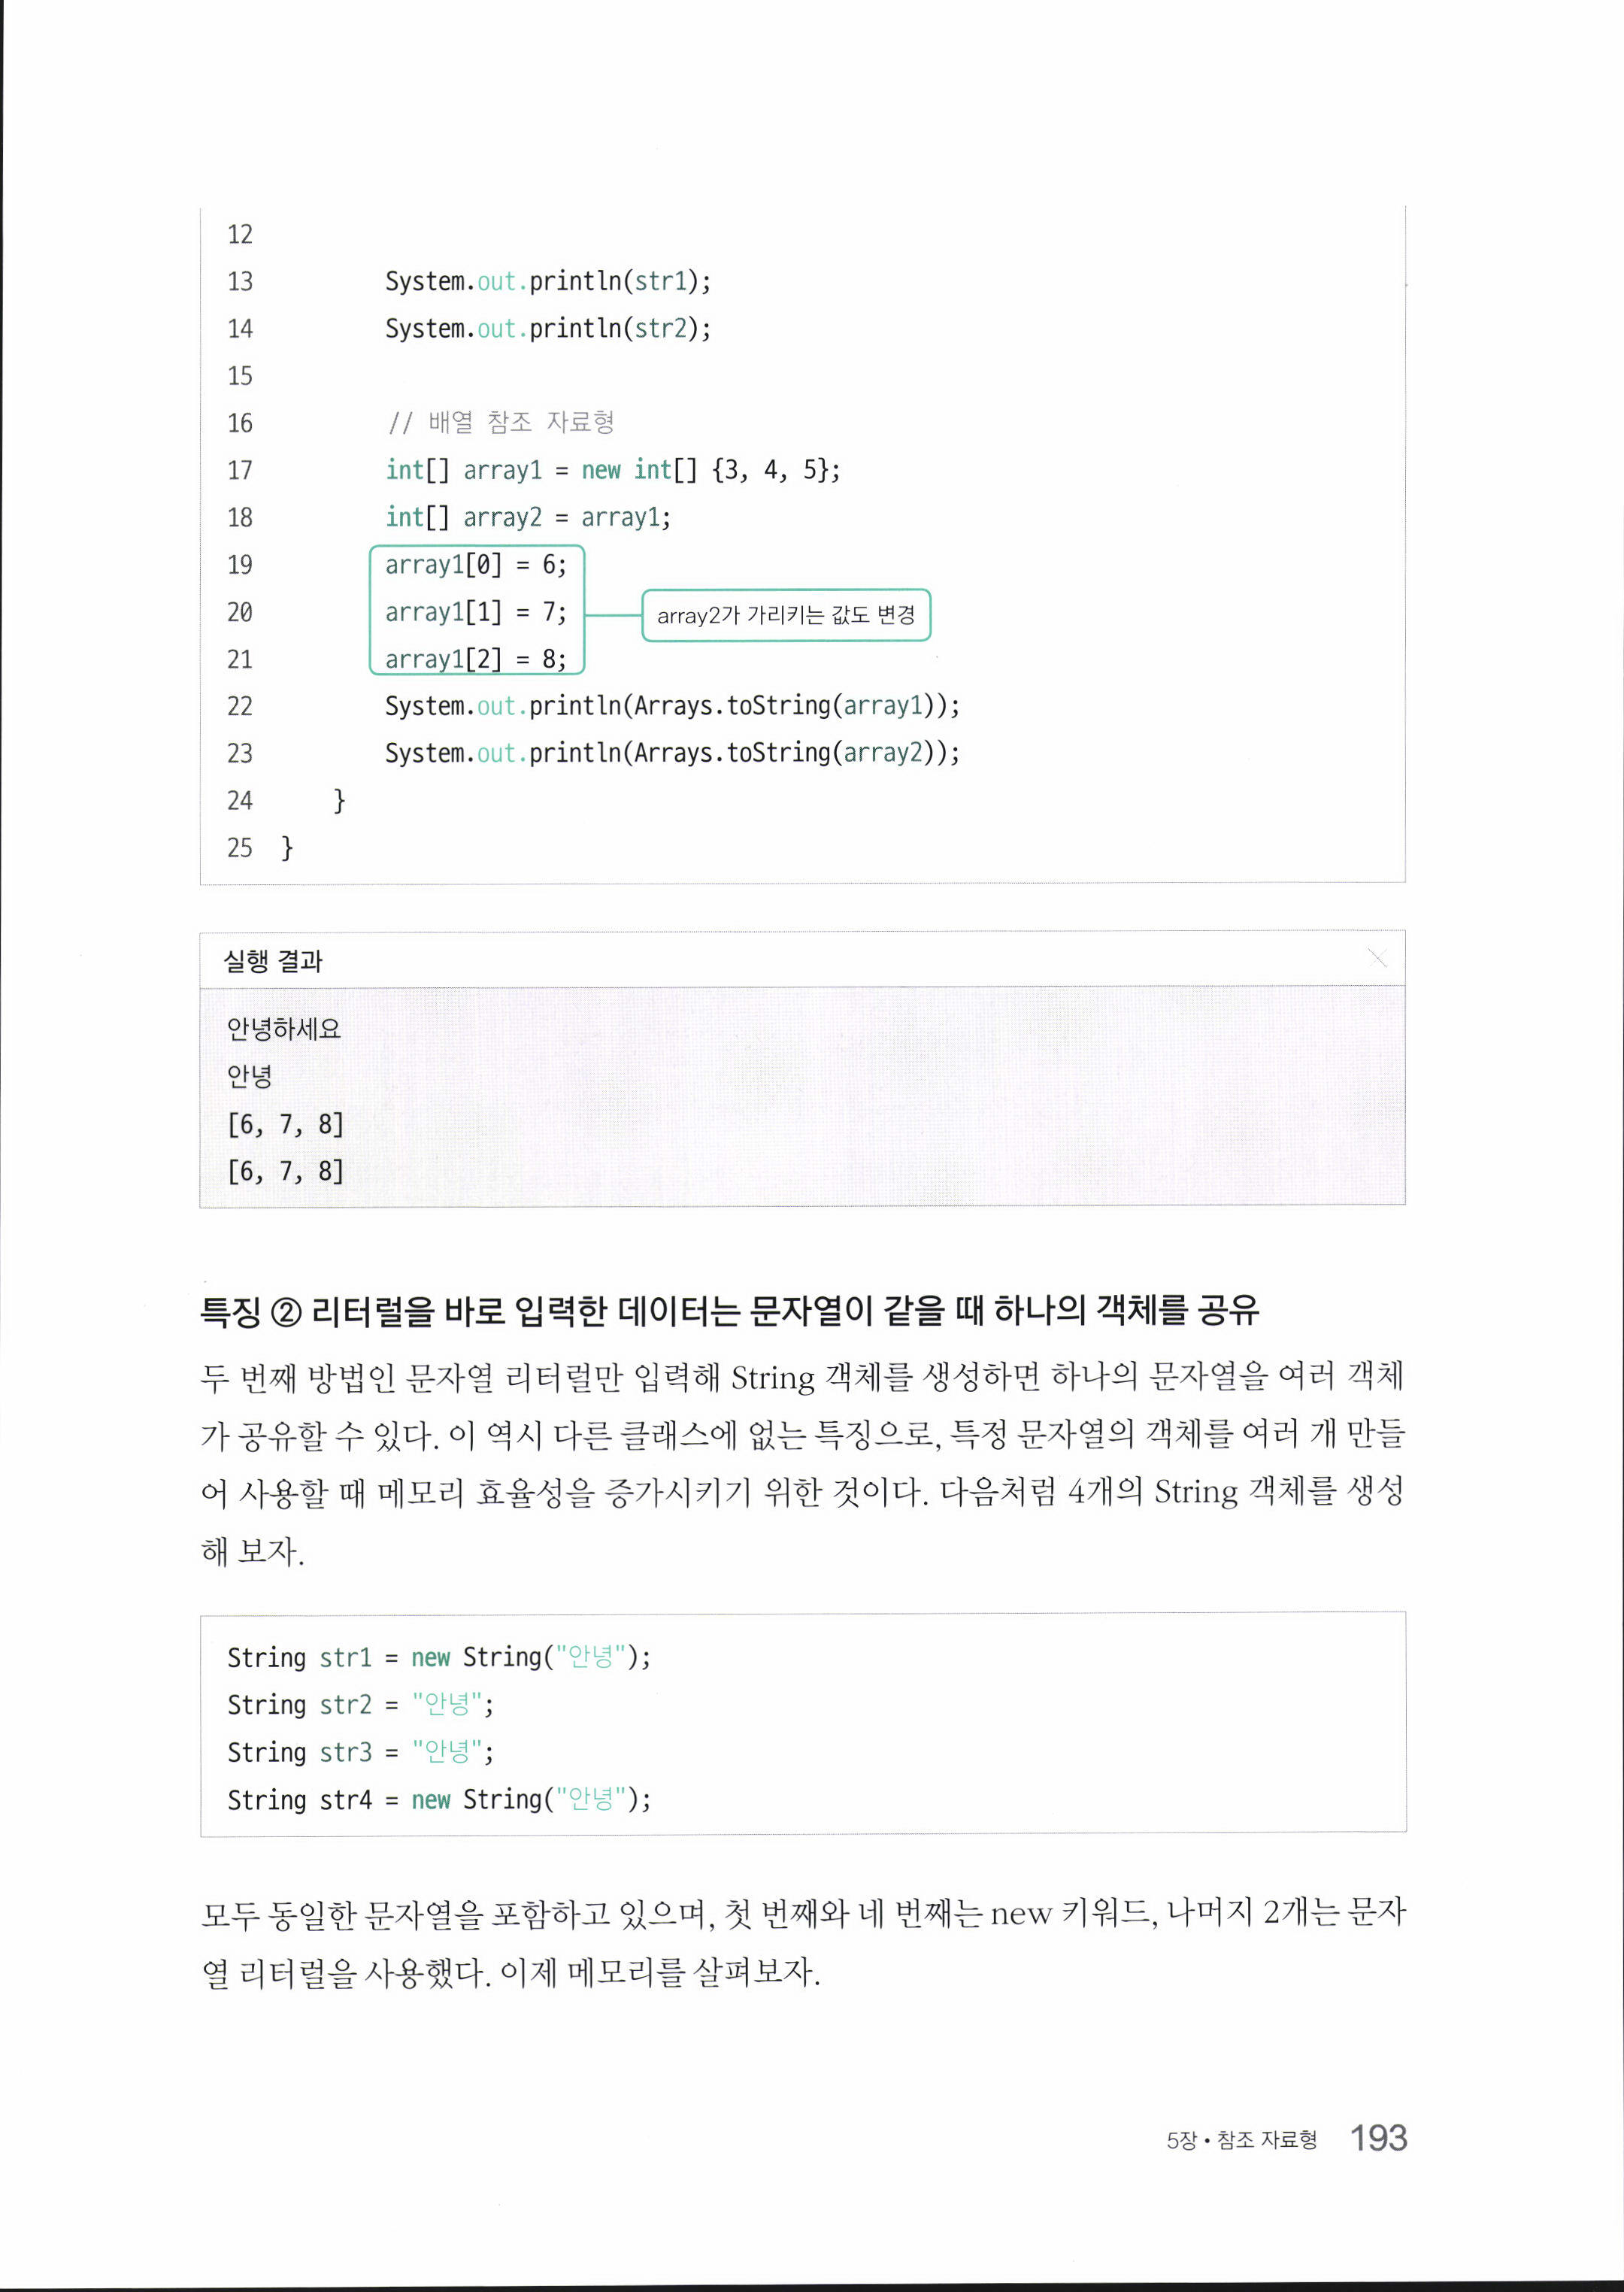 12
13 System.out.println(str1);
14 System.out.println(str2);
15
16 // 배열 참조 자료형
17 int[] array1 = new int[] {3, 4, 5};
18 int[] array2 = array1;
19 array1[0] = 6;
20 array1[1] = 7; array2가 가리키는 값도 변경
21 array1[2] = 8;
22 System.out.println(Arrays.toString(array1));
23 System.out.println(Arrays.toString(array2));
24 }
25 }
실행 결과
안녕하세요
안녕
[6, 7, 8]
[6, 7, 8]
특징 ② 리터럴을 바로 입력한 데이터는 문자열이 같을 때 하나의 객체를 공유
두 번째 방법인 문자열 리터럴만 입력해 String 객체를 생성하면 하나의 문자열을 여러 객체
가 공유할 수 있다. 이 역시 다른 클래스에 없는 특징으로, 특정 문자열의 객체를 여러 개 만들
어 사용할 때 메모리 효율성을 증가시키기 위한 것이다. 다음처럼 4개의 String 객체를 생성
해 보자.
String str1 = new String("안녕");
String str2 = "안녕";
String str3 = "안녕";
String str4 = new String("안녕");
모두 동일한 문자열을 포함하고 있으며, 첫 번째와 네 번째는 new 키워드, 나머지 2개는 문자
열 리터럴을 사용했다. 이제 메모리를 살펴보자.
5장 • 참조 자료형 193